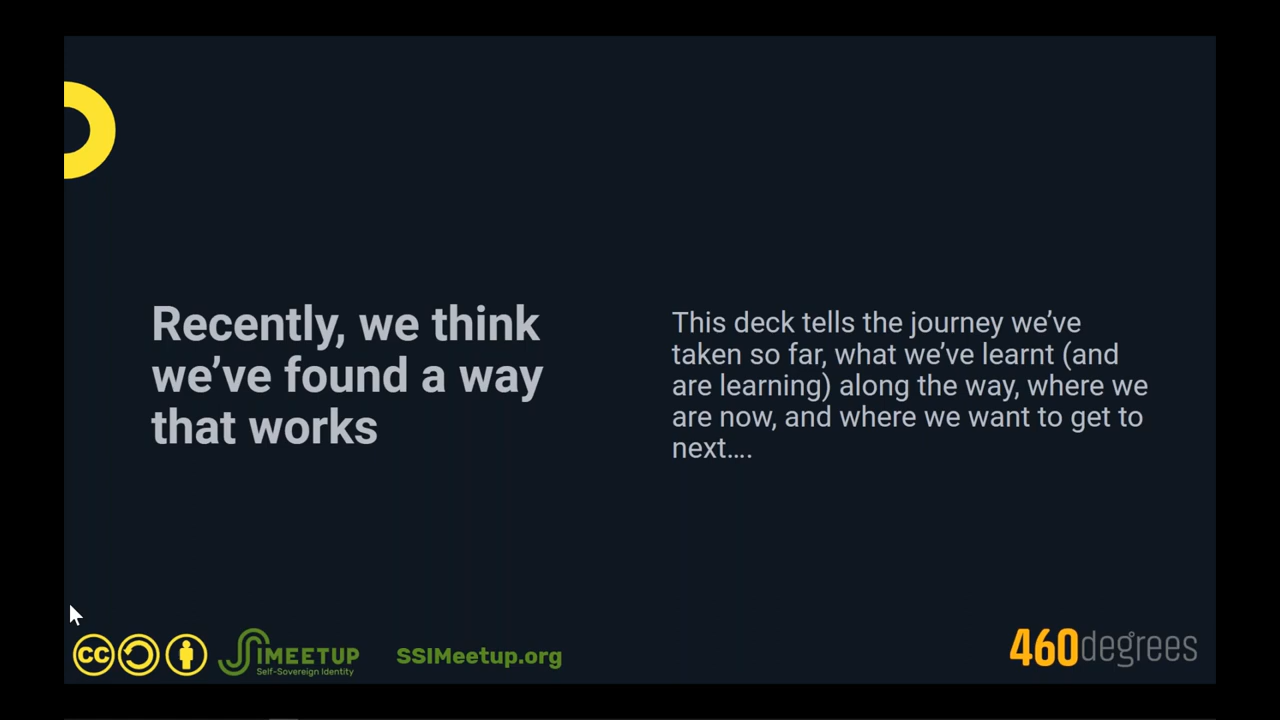 Recently, we think
we’ve found a way
that works
This deck tells the journey we’ve
taken so far, what we’ve learnt (and
are learning) along the way, where we
are now, and where we want to get to
next….
CC
SSIMEETUP
Self-Sovereign Identity
SSIMeetup.org
460degrees